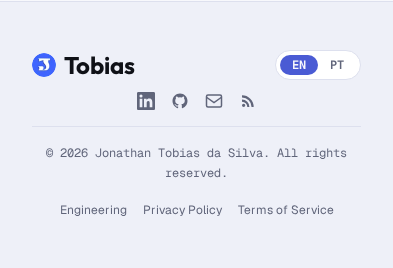 Tobias
EN PT
© 2026 Jonathan Tobias da Silva. All rights
reserved.
Engineering Privacy Policy Terms of Service